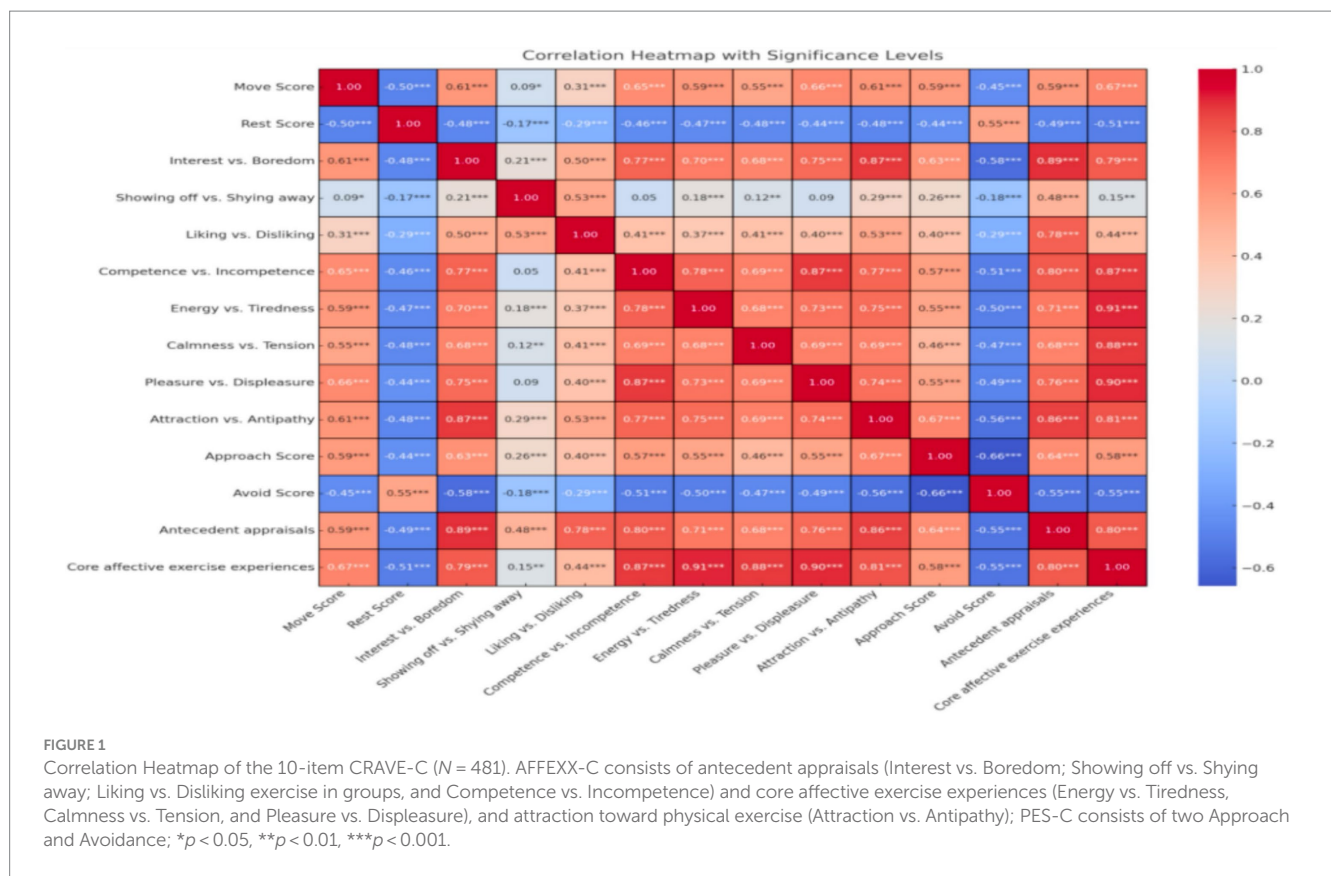 Correlation Heatmap with Significance Levels
Move Score 1.00 -0.50*** 0.61*** 0.09* 0.31*** 0.65*** 0.59*** 0.55*** 0.66*** 0.61*** 0.59*** -0.45*** 0.59*** 0.67***
Rest Score -0.50*** 1.00 -0.48*** -0.17*** -0.29*** -0.46*** -0.47*** -0.48*** -0.44*** -0.48*** -0.44*** 0.55*** -0.49*** -0.51***
Interest vs. Boredom 0.61*** -0.48*** 1.00 0.21*** 0.50*** 0.77*** 0.70*** 0.68*** 0.75*** 0.87*** 0.63*** -0.58*** 0.89*** 0.79***
Showing off vs. Shying away 0.09* -0.17*** 0.21*** 1.00 0.53*** 0.05 0.18*** 0.12** 0.09 0.29*** 0.26*** -0.18*** 0.48*** 0.15**
Liking vs. Disliking 0.31*** -0.29*** 0.50*** 0.53*** 1.00 0.41*** 0.37*** 0.41*** 0.40*** 0.53*** 0.40*** -0.29*** 0.78*** 0.44***
Competence vs. Incompetence 0.65*** -0.46*** 0.77*** 0.05 0.41*** 1.00 0.78*** 0.69*** 0.87*** 0.77*** 0.57*** -0.51*** 0.80*** 0.87***
Energy vs. Tiredness 0.59*** -0.47*** 0.70*** 0.18*** 0.37*** 0.78*** 1.00 0.68*** 0.73*** 0.75*** 0.55*** -0.50*** 0.71*** 0.91***
Calmness vs. Tension 0.55*** -0.48*** 0.68*** 0.12** 0.41*** 0.69*** 0.68*** 1.00 0.69*** 0.69*** 0.46*** -0.47*** 0.68*** 0.88***
Pleasure vs. Displeasure 0.66*** -0.44*** 0.75*** 0.09 0.40*** 0.87*** 0.73*** 0.69*** 1.00 0.74*** 0.55*** -0.49*** 0.76*** 0.90***
Attraction vs. Antipathy 0.61*** -0.48*** 0.87*** 0.29*** 0.53*** 0.77*** 0.75*** 0.69*** 0.74*** 1.00 0.67*** -0.56*** 0.86*** 0.81***
Approach Score 0.59*** -0.44*** 0.63*** 0.26*** 0.40*** 0.57*** 0.55*** 0.46*** 0.55*** 0.67*** 1.00 -0.66*** 0.64*** 0.58***
Avoid Score -0.45*** 0.55*** -0.58*** -0.18*** -0.29*** -0.51*** -0.50*** -0.47*** -0.49*** -0.56*** -0.66*** 1.00 -0.55*** -0.55***
Antecedent appraisals 0.59*** -0.49*** 0.89*** 0.48*** 0.78*** 0.80*** 0.71*** 0.68*** 0.76*** 0.86*** 0.64*** -0.55*** 1.00 0.80***
Core affective exercise experiences 0.67*** -0.51*** 0.79*** 0.15** 0.44*** 0.87*** 0.91*** 0.88*** 0.90*** 0.81*** 0.58*** -0.55*** 0.80*** 1.00
Move Score
Rest Score
Interest vs. Boredom
Showing off vs. Shying away
Liking vs. Disliking
Competence vs. Incompetence
Energy vs. Tiredness
Calmness vs. Tension
Pleasure vs. Displeasure
Attraction vs. Antipathy
Approach Score
Avoid Score
Antecedent appraisals
Core affective exercise experiences
1.0
0.8
0.6
0.4
0.2
0.0
−0.2
−0.4
−0.6
FIGURE 1
Correlation Heatmap of the 10-item CRAVE-C (N = 481). AFFEXX-C consists of antecedent appraisals (Interest vs. Boredom; Showing off vs. Shying
away; Liking vs. Disliking exercise in groups, and Competence vs. Incompetence) and core affective exercise experiences (Energy vs. Tiredness,
Calmness vs. Tension, and Pleasure vs. Displeasure), and attraction toward physical exercise (Attraction vs. Antipathy); PES-C consists of two Approach
and Avoidance; *p < 0.05, **p < 0.01, ***p < 0.001.